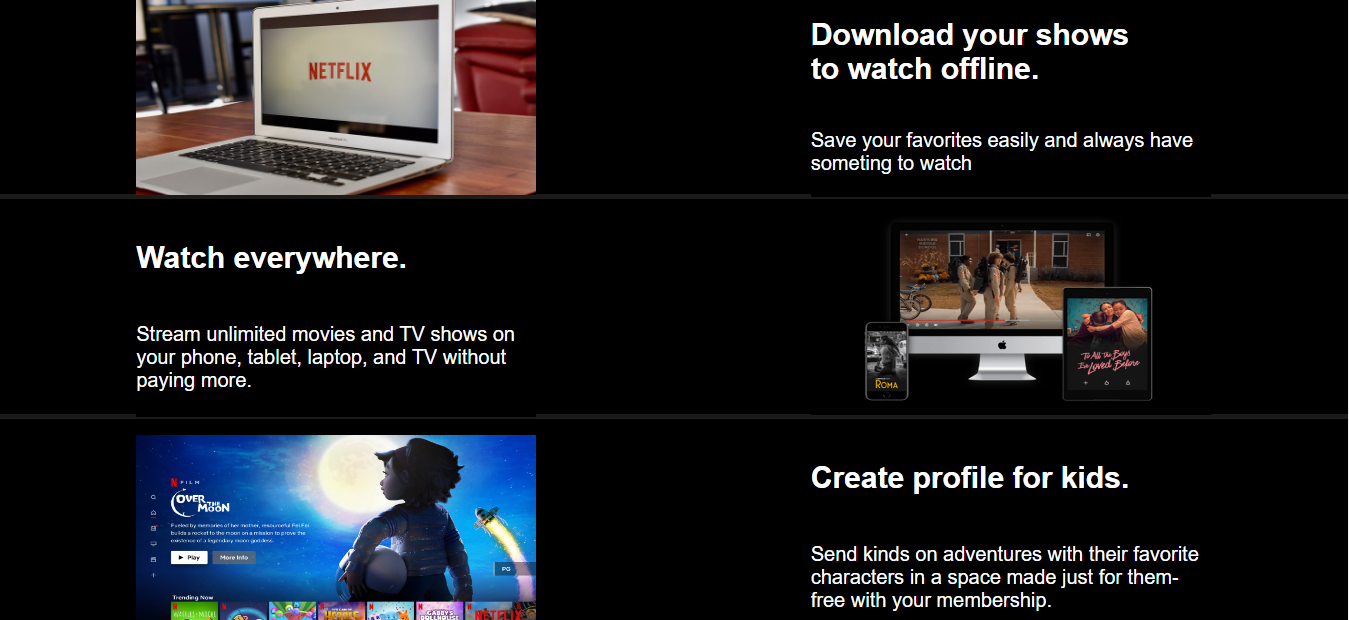 NETFLIX
Download your shows
to watch offline.
Save your favorites easily and always have
someting to watch
Watch everywhere.
Stream unlimited movies and TV shows on
your phone, tablet, laptop, and TV without
paying more.
ROMA
To All the Boys
I've Loved Before
N FILM
OVER
THE
MOON
Fueled by memories of her mother, resourceful Fei Fei
builds a rocket to the moon on a mission to prove the
existence of a legendary moon goddess.
Play
More Info
PG
Trending Now
GABBY'S
DOLLHOUSE
NETFLIX
Create profile for kids.
Send kinds on adventures with their favorite
characters in a space made just for them-
free with your membership.